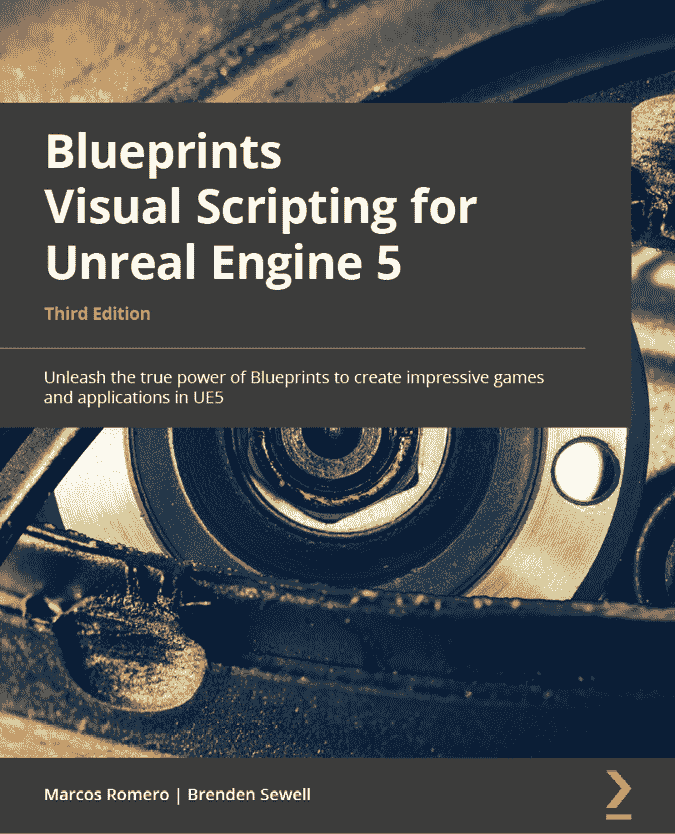 Blueprints
Visual Scripting for
Unreal Engine 5
Third Edition
Unleash the true power of Blueprints to create impressive games
and applications in UE5
Marcos Romero | Brenden Sewell